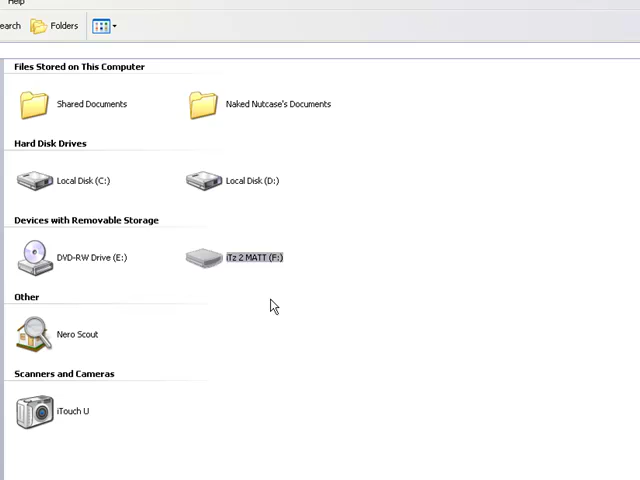 Help
earch Folders
Files Stored on This Computer
Shared Documents Naked Nutcase's Documents
Hard Disk Drives
Local Disk (C:) Local Disk (D:)
Devices with Removable Storage
DVD-RW Drive (E:) iTz 2 MATT (F:)
Other
Nero Scout
Scanners and Cameras
iTouch U